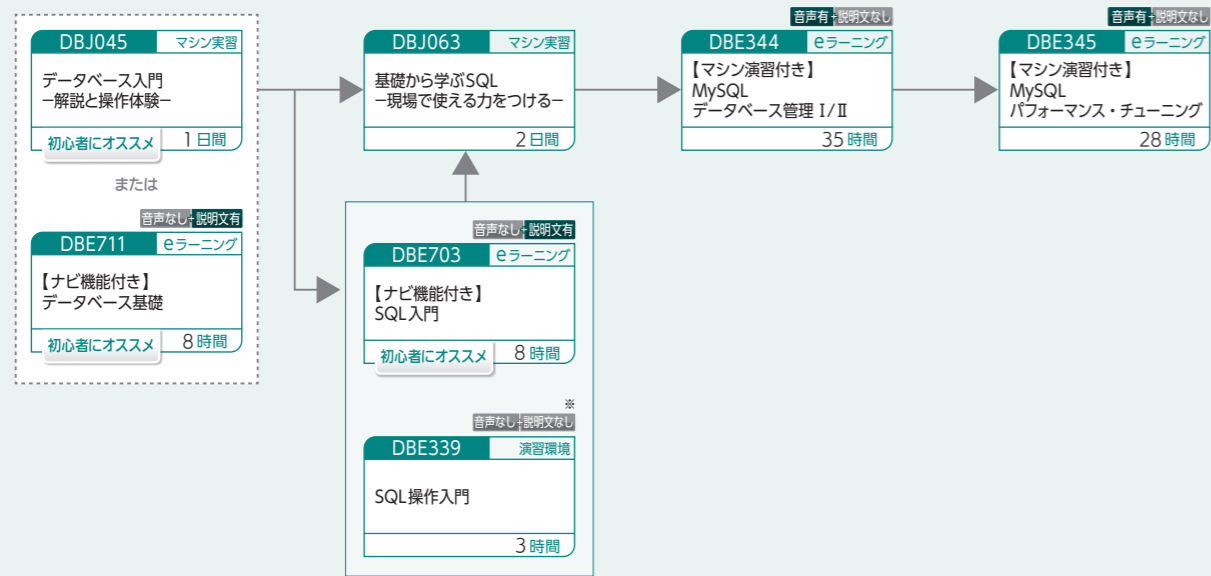 DBJ045 マシン実習
データベース入門
−解説と操作体験−
初心者にオススメ 1日間
または
音声なし+説明文有
DBE711 eラーニング
【ナビ機能付き】
データベース基礎
初心者にオススメ 8時間
DBJ063 マシン実習
基礎から学ぶSQL
−現場で使える力をつける−
2日間
音声なし+説明文有
DBE703 eラーニング
【ナビ機能付き】
SQL入門
初心者にオススメ 8時間
※
音声なし+説明文なし
DBE339 演習環境
SQL操作入門
3時間
音声有+説明文なし
DBE344 eラーニング
【マシン演習付き】
MySQL
データベース管理 Ⅰ/Ⅱ
35時間
音声有+説明文なし
DBE345 eラーニング
【マシン演習付き】
MySQL
パフォーマンス・チューニング
28時間